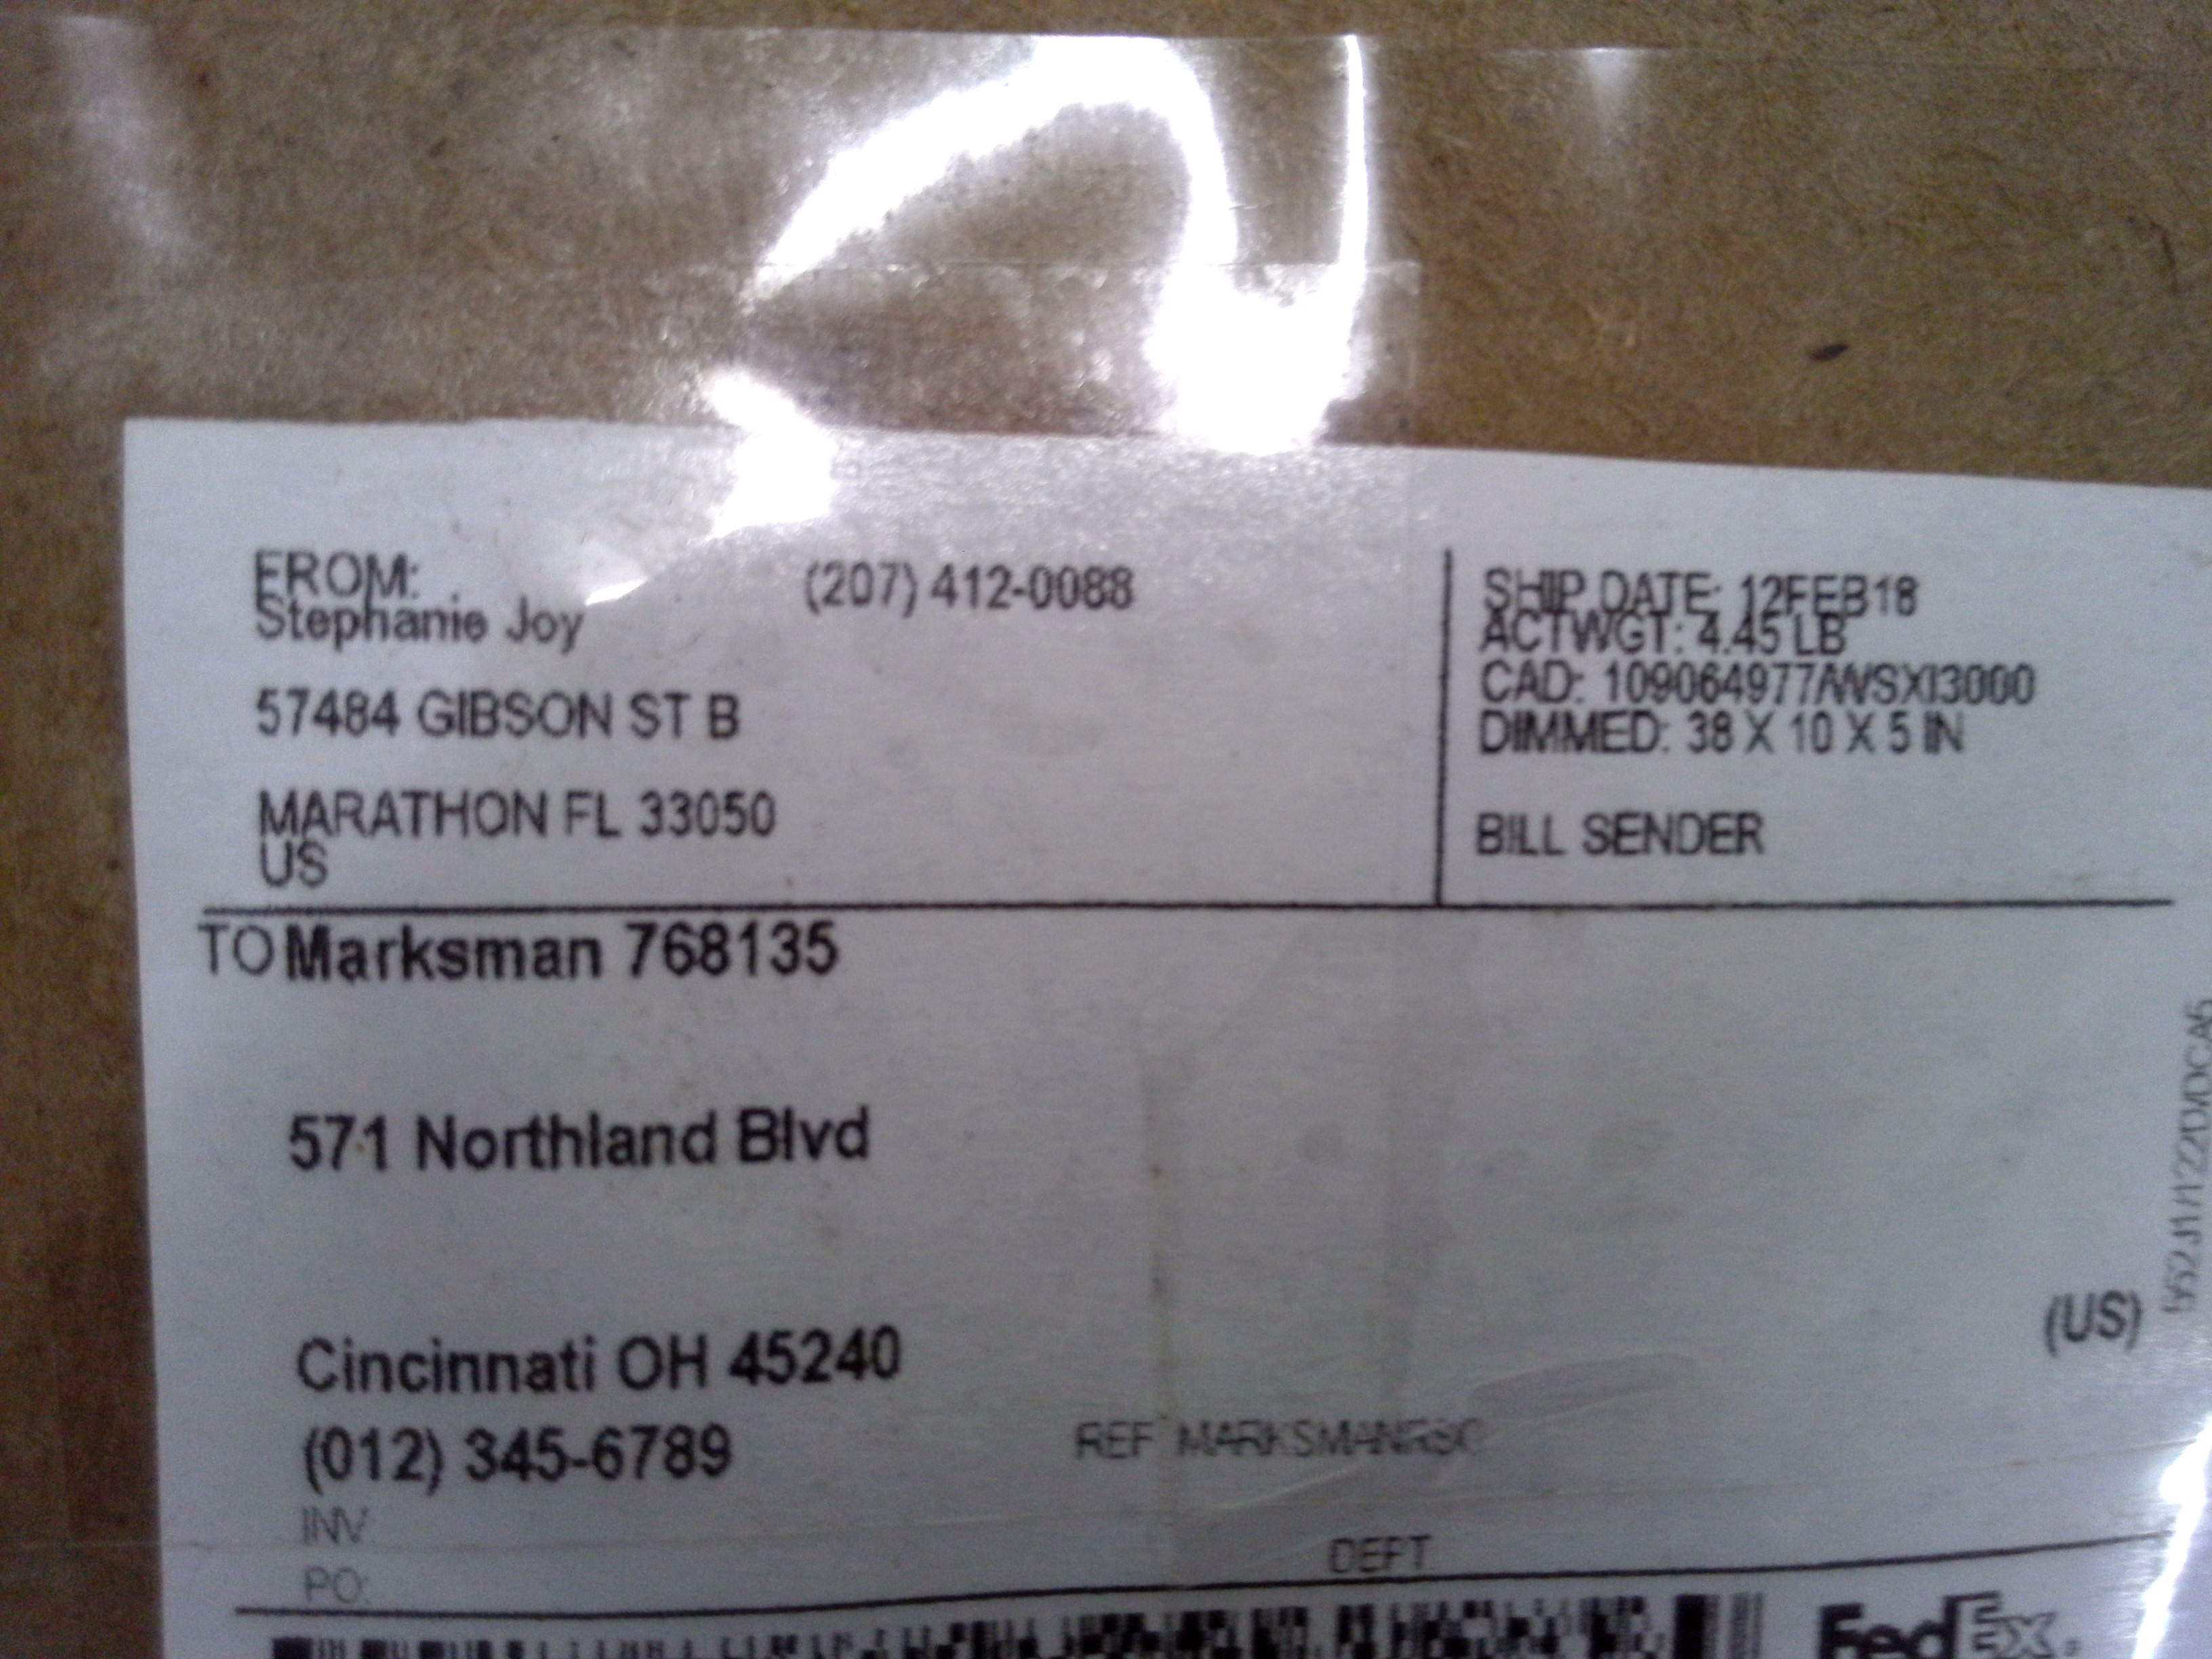 FROM:
Stephanie Joy
(207) 412-0088
57484 GIBSON ST B
MARATHON FL 33050
US
SHIP DATE: 12FEB18
ACTWGT: 4.45 LB
CAD: 109064977/WSXI3000
DIMMED: 38 X 10 X 5 IN
BILL SENDER
TO Marksman 768135
571 Northland Blvd
Cincinnati OH 45240
(012) 345-6789
(US)
REF
INV:
PO:
DEPT
FedEx